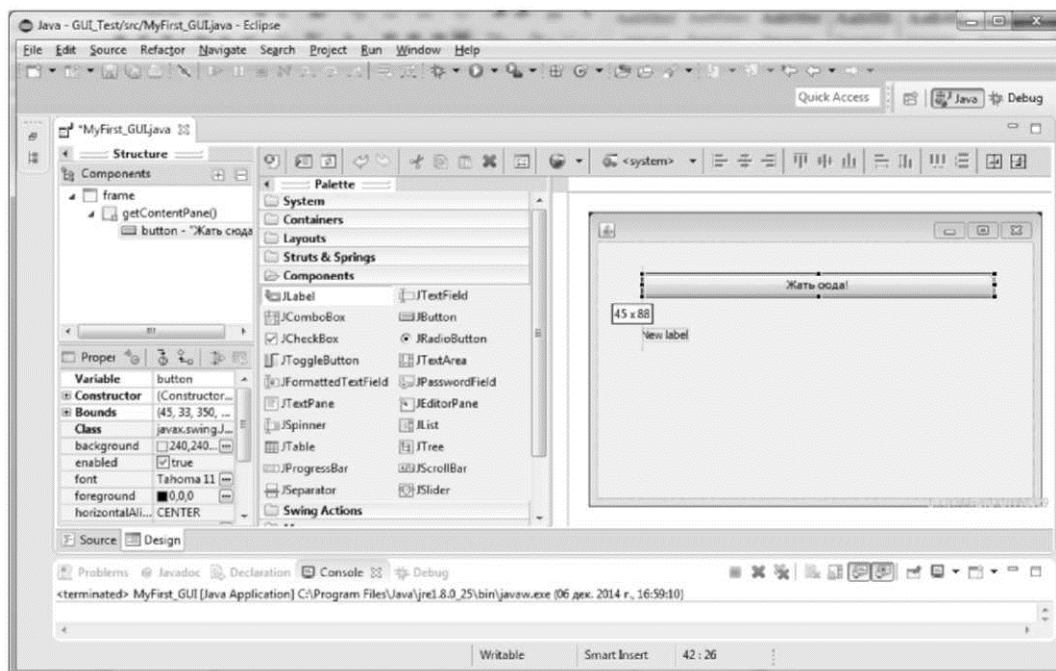 Java - GUI_Test/src/MyFirst_GUI.java - Eclipse
File Edit Source Refactor Navigate Search Project Run Window Help
Quick Access Java Debug
*MyFirst_GUI.java
Structure
Components
frame
getContentPane()
button - "Жать сюда
Proper
Variable button
Constructor (Constructor...
Bounds (45, 33, 350, ...
Class javax.swing.J...
background 240,240...
enabled true
font Tahoma 11
foreground 0,0,0
horizontalAli... CENTER
<system>
Palette
System
Containers
Layouts
Struts & Springs
Components
JLabel JTextField
JComboBox JButton
JCheckBox JRadioButton
JToggleButton JTextArea
JFormattedTextField JPasswordField
JTextPane JEditorPane
JSpinner JList
JTable JTree
JProgressBar JScrollBar
JSeparator JSlider
Swing Actions
Жать сюда!
45 x 88
New label
Source Design
Problems Javadoc Declaration Console Debug
<terminated> MyFirst_GUI [Java Application] C:\Program Files\Java\jre1.8.0_25\bin\javaw.exe (06 дек. 2014 г., 16:59:10)
Writable Smart Insert 42 : 26